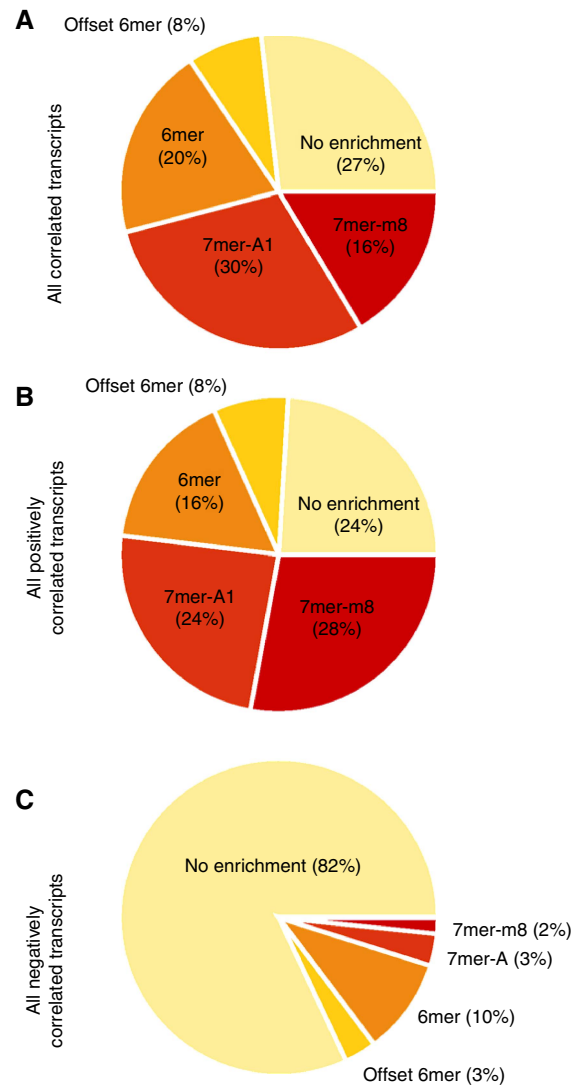 A
Offset 6mer (8%)
All correlated transcripts
6mer
(20%)
No enrichment
(27%)
7mer-A1
(30%)
7mer-m8
(16%)
B
Offset 6mer (8%)
All positively
correlated transcripts
6mer
(16%)
No enrichment
(24%)
7mer-A1
(24%)
7mer-m8
(28%)
C
All negatively
correlated transcripts
No enrichment (82%)
7mer-m8 (2%)
7mer-A (3%)
6mer (10%)
Offset 6mer (3%)